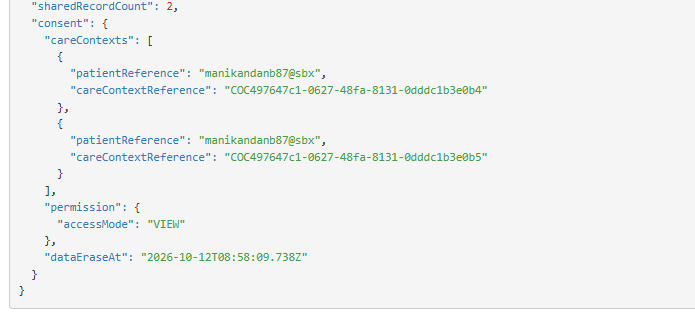 "sharedRecordCount": 2,
"consent": {
"careContexts": [
{
"patientReference": "manikandanb87@sbx",
"careContextReference": "COC497647c1-0627-48fa-8131-0dddc1b3e0b4"
},
{
"patientReference": "manikandanb87@sbx",
"careContextReference": "COC497647c1-0627-48fa-8131-0dddc1b3e0b5"
}
],
"permission": {
"accessMode": "VIEW"
},
"dataEraseAt": "2026-10-12T08:58:09.738Z"
}
}